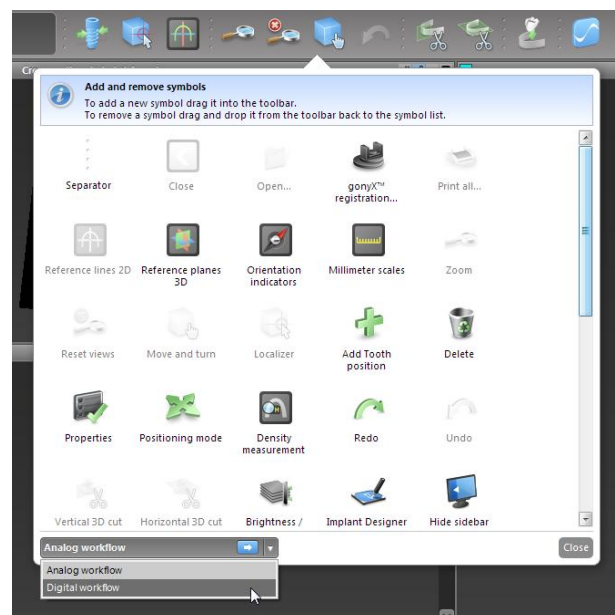 Add and remove symbols
To add a new symbol drag it into the toolbar.
To remove a symbol drag and drop it from the toolbar back to the symbol list.
Separator
Close
Open...
gonyX™
registration...
Print all...
Reference lines 2D
Reference planes
3D
Orientation
indicators
Millimeter scales
Zoom
Reset views
Move and turn
Localizer
Add Tooth
position
Delete
Properties
Positioning mode
Density
measurement
Redo
Undo
Vertical 3D cut
Horizontal 3D cut
Brightness /
Implant Designer
Hide sidebar
Analog workflow
Close
Analog workflow
Digital workflow